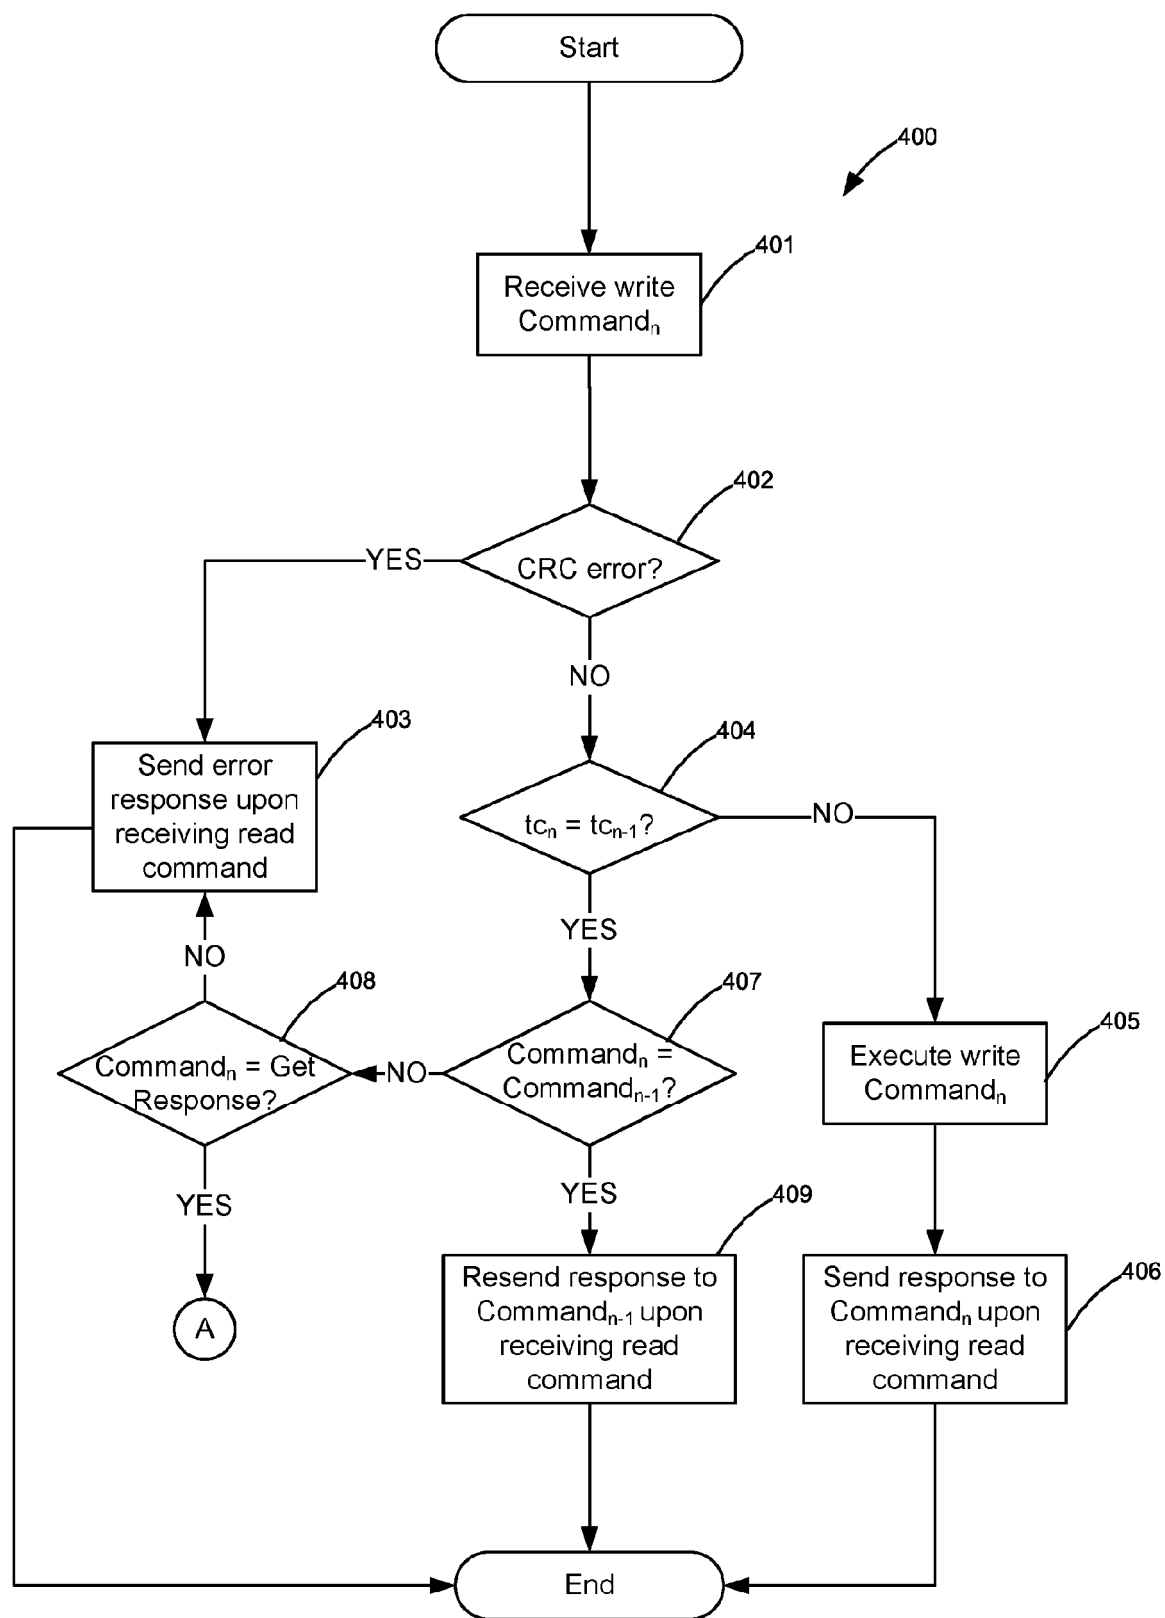 Start
400
401
Receive write
Commandₙ
402
CRC error?
YES
NO
403
Send error
response upon
receiving read
command
404
tcₙ = tcₙ₋₁?
NO
YES
NO
408
Commandₙ = Get
Response?
NO
407
Commandₙ =
Commandₙ₋₁?
405
Execute write
Commandₙ
YES
A
YES
409
Resend response to
Commandₙ₋₁ upon
receiving read
command
406
Send response to
Commandₙ upon
receiving read
command
End